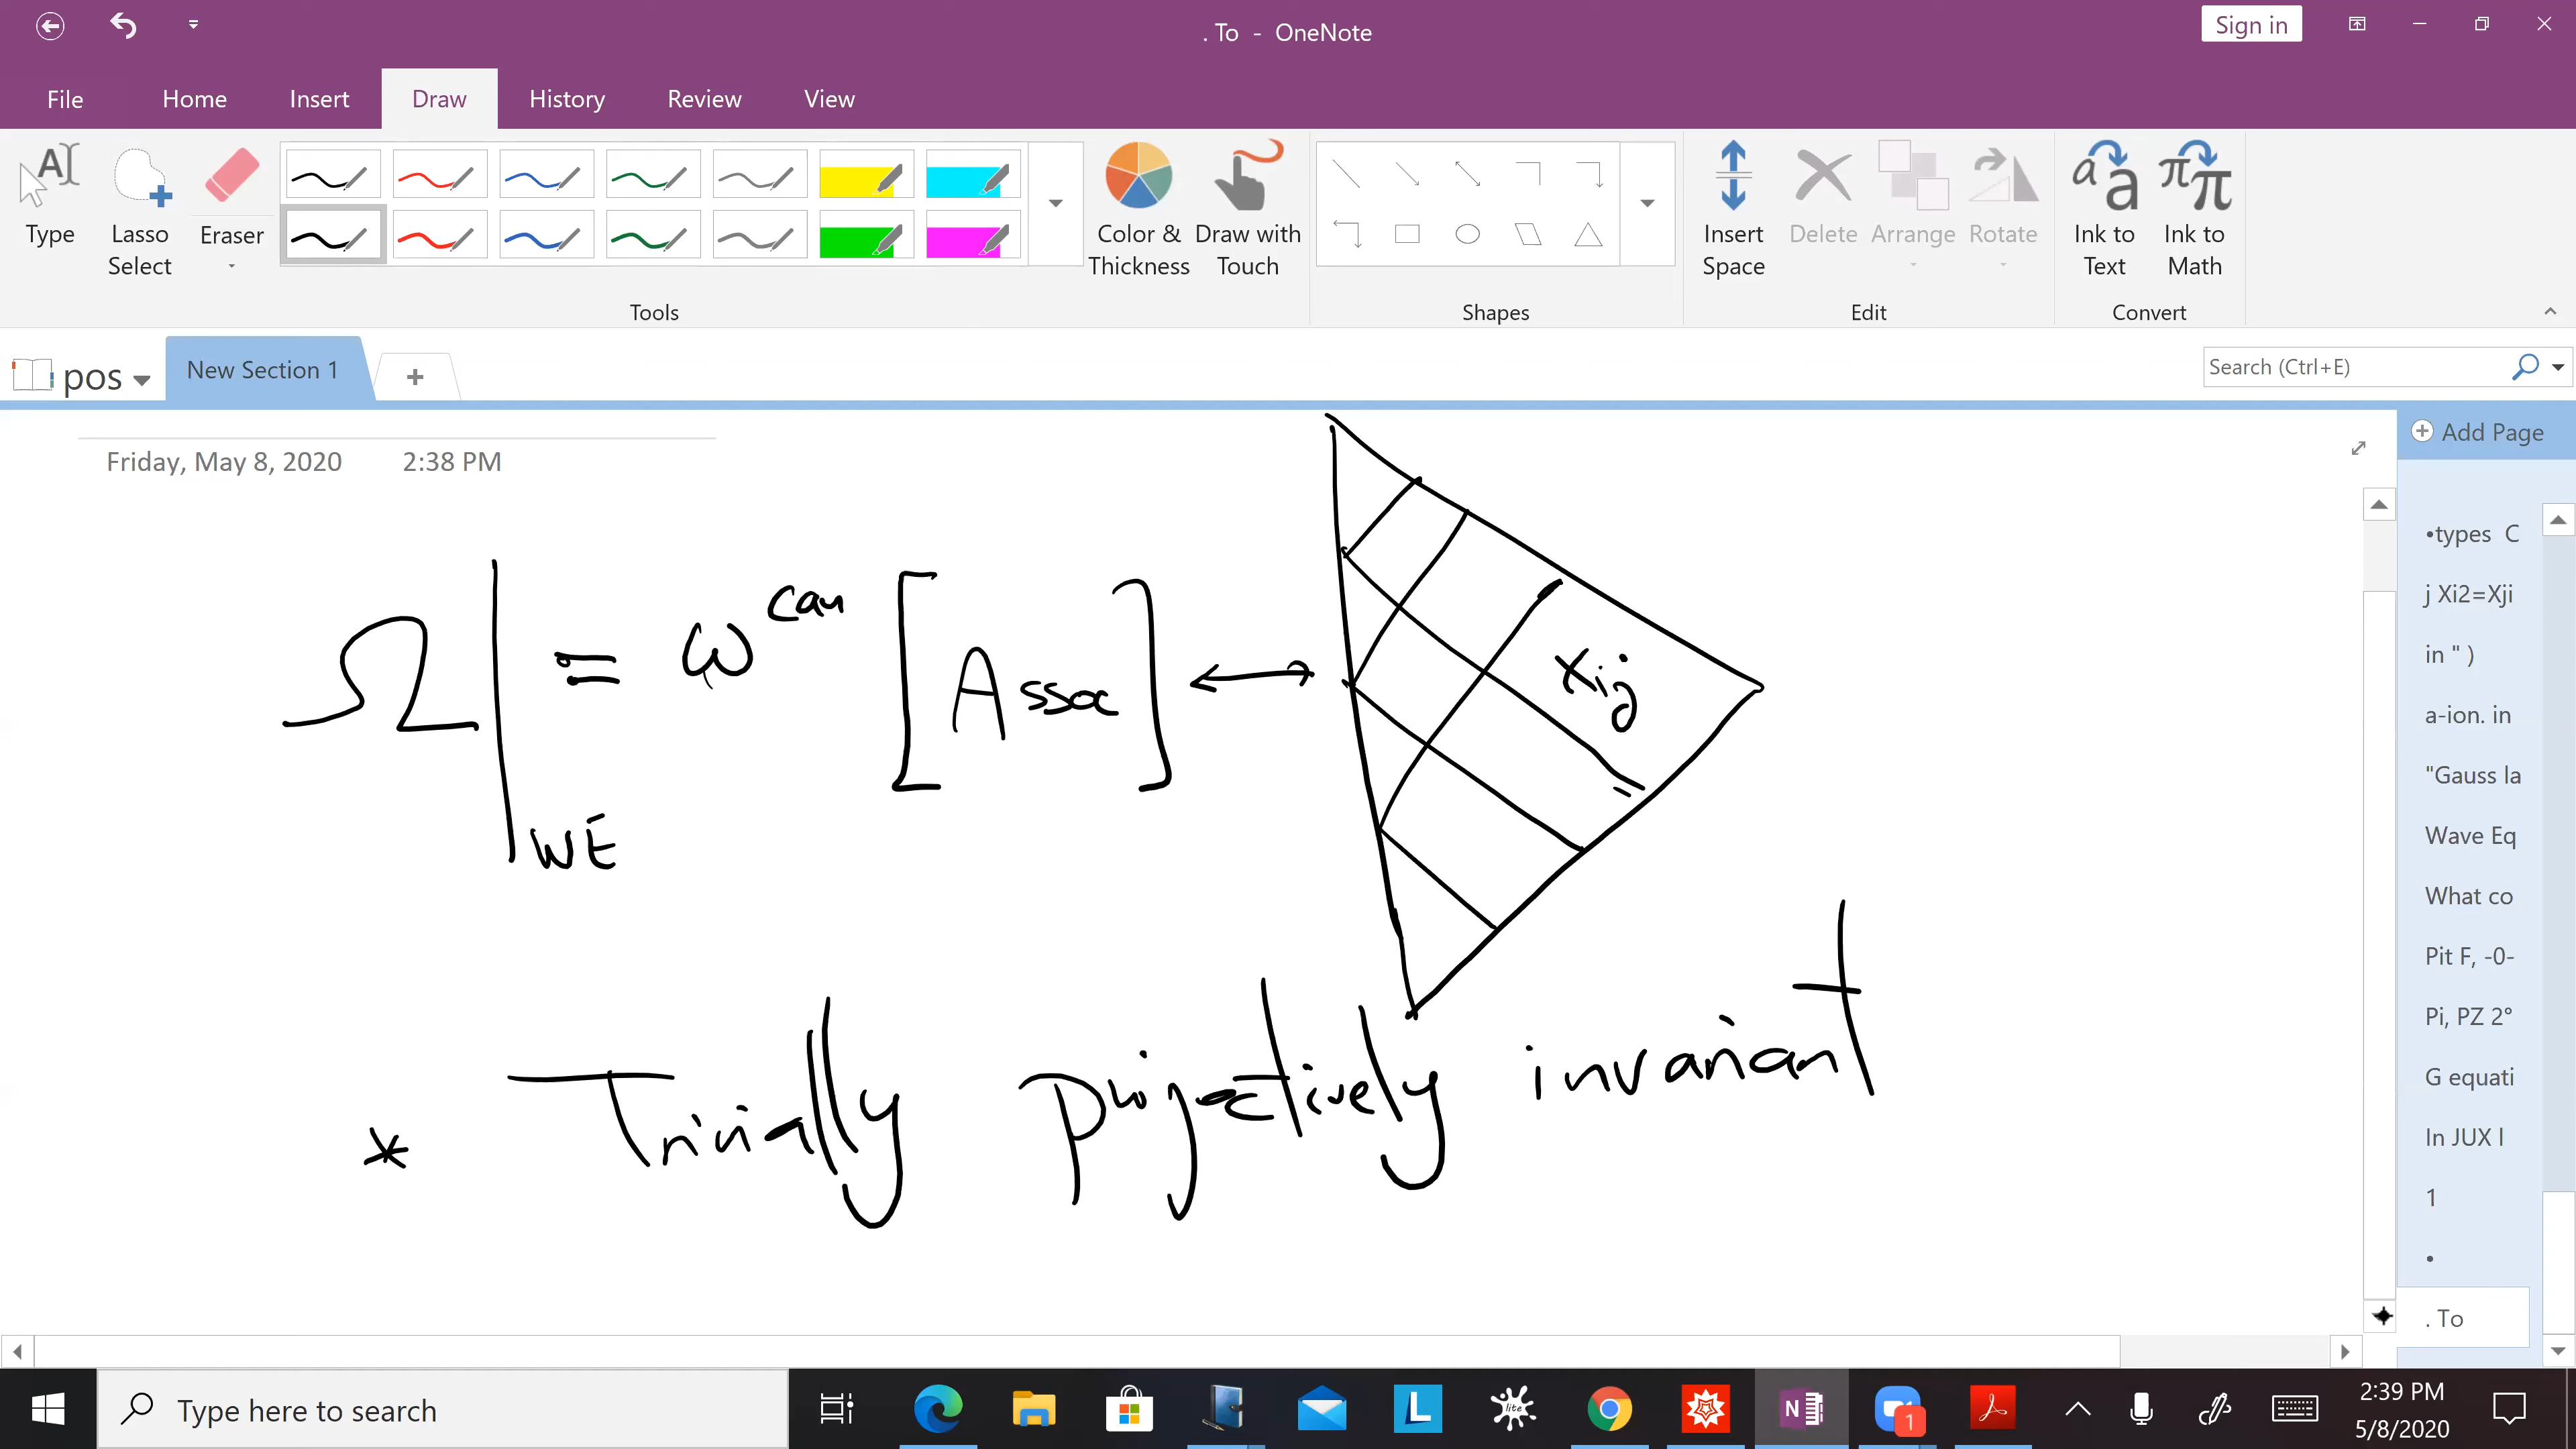 . To - OneNote
Sign in
File Home Insert Draw History Review View
Type
Lasso Select
Eraser
Color & Thickness
Draw with Touch
Insert Space
Delete Arrange Rotate
Ink to Text
Ink to Math
Tools Shapes Edit Convert
pos New Section 1 +
Search (Ctrl+E)
Add Page
Friday, May 8, 2020 2:38 PM
Ω| WE = ω^can [Assoc] ↔ Xij
* Trivially projectively invariant
•types C
j Xi2=Xji
in " )
a-ion. in
"Gauss la
Wave Eq
What co
Pit F, -0-
Pi, PZ 2°
G equati
In JUX I
1
•
. To
Type here to search
L
lite
N
1
2:39 PM
5/8/2020